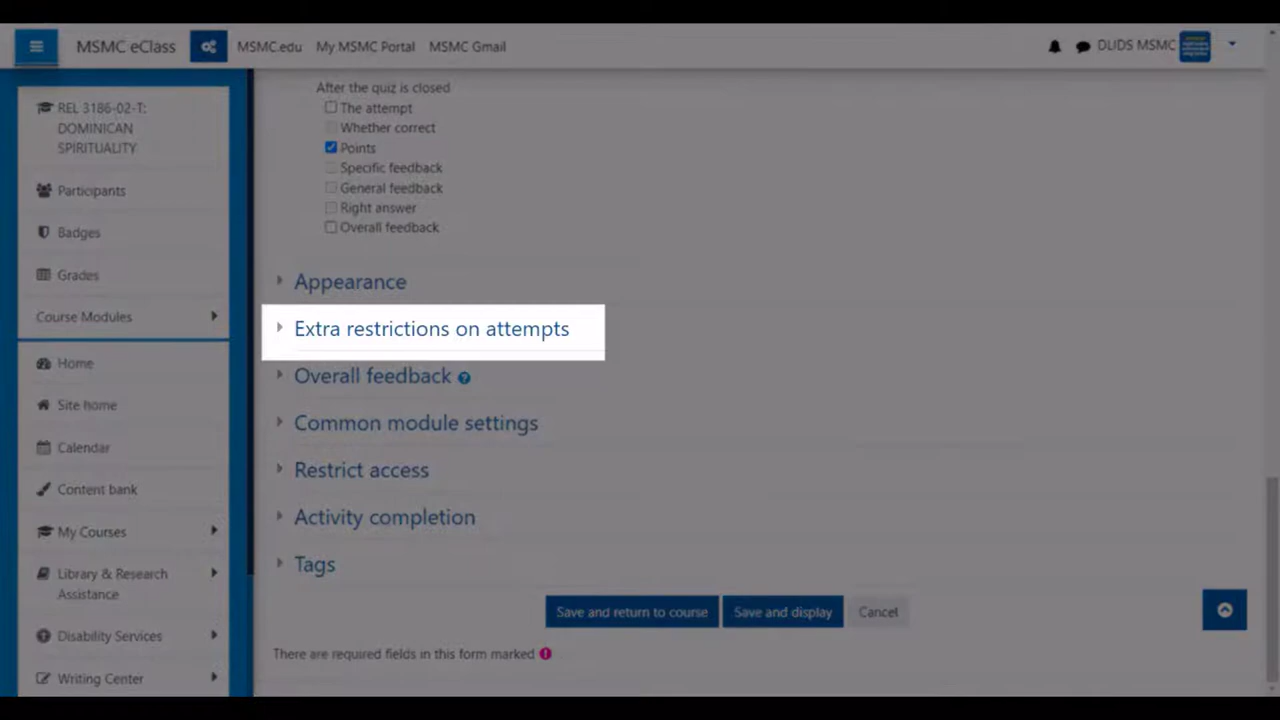 MSMC eClass
MSMC.edu My MSMC Portal MSMC Gmail
DLIDS MSMC
REL 3186-02-T:
DOMINICAN
SPIRITUALITY
Participants
Badges
Grades
Course Modules
Home
Site home
Calendar
Content bank
My Courses
Library & Research
Assistance
Disability Services
Writing Center
After the quiz is closed
The attempt
Whether correct
Points
Specific feedback
General feedback
Right answer
Overall feedback
Appearance
Extra restrictions on attempts
Overall feedback ?
Common module settings
Restrict access
Activity completion
Tags
Save and return to course Save and display Cancel
There are required fields in this form marked !